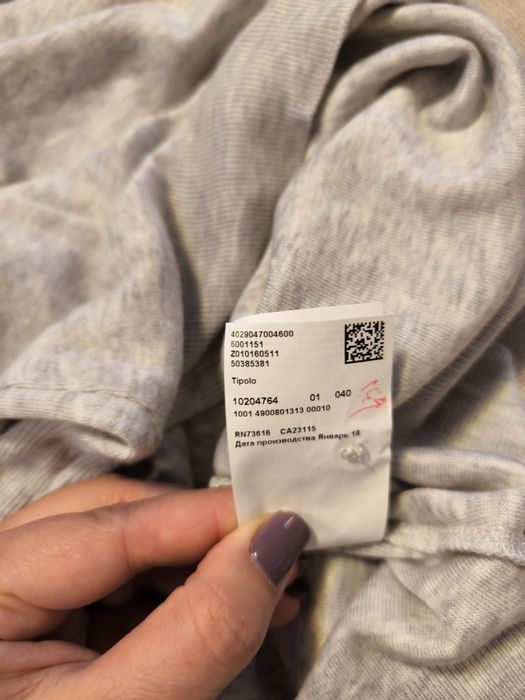 4029047004600
6001151
Z010160511
50385381
Tipolo
10204764 01 040
1001 4900801313 00010
RN73616 CA23115
Дата производства Январь 18